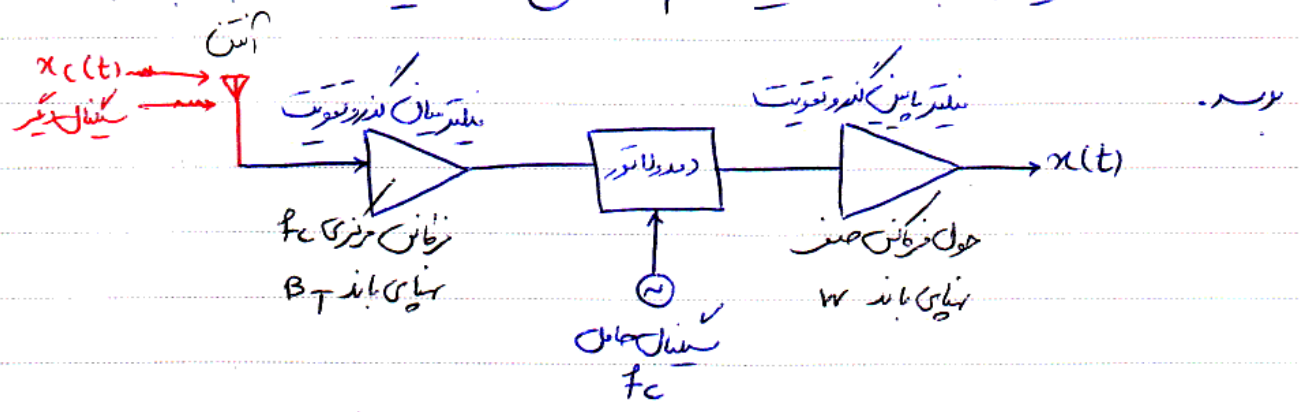 آنتن
x_c(t)
سیگنال دیگر
فیلتر میان گذر و تقویت
فرکانس مرکزی f_c
پهنای باند B_T
دمدولاتور
سیگنال حامل
f_c
فیلتر پایین گذر و تقویت
حول فرکانس صفر
پهنای باند W
x(t)